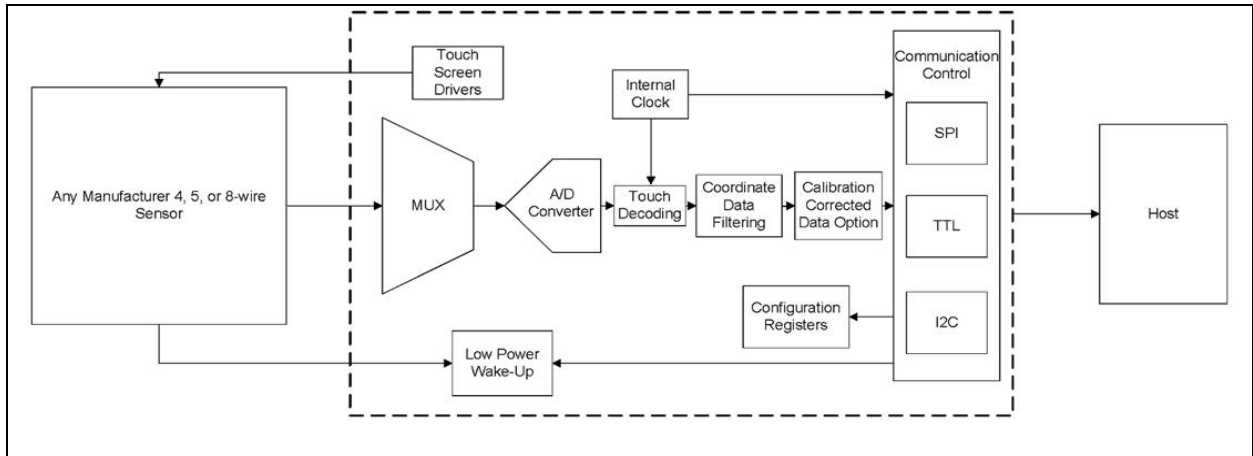 Touch
Screen
Drivers
Communication
Control
Internal
Clock
SPI
Any Manufacturer 4, 5, or 8-wire
Sensor
MUX
A/D
Converter
Touch
Decoding
Coordinate
Data
Filtering
Calibration
Corrected
Data Option
TTL
Host
Configuration
Registers
I2C
Low Power
Wake-Up